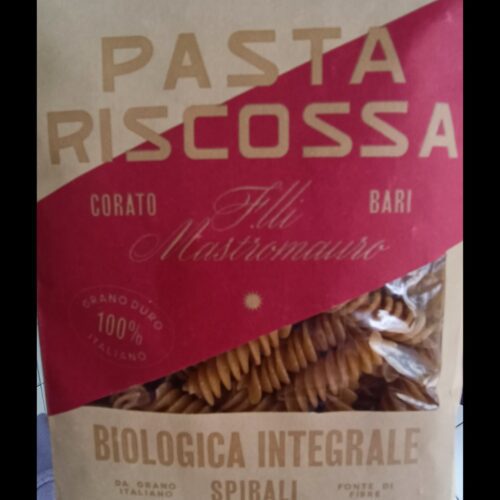 PASTA
RISCOSSA
CORATO
BARI
F.lli
Mastromauro
GRANO DURO
100%
ITALIANO
BIOLOGICA INTEGRALE
DA GRANO
ITALIANO
SPIRALI
FONTE DI
FIBRE